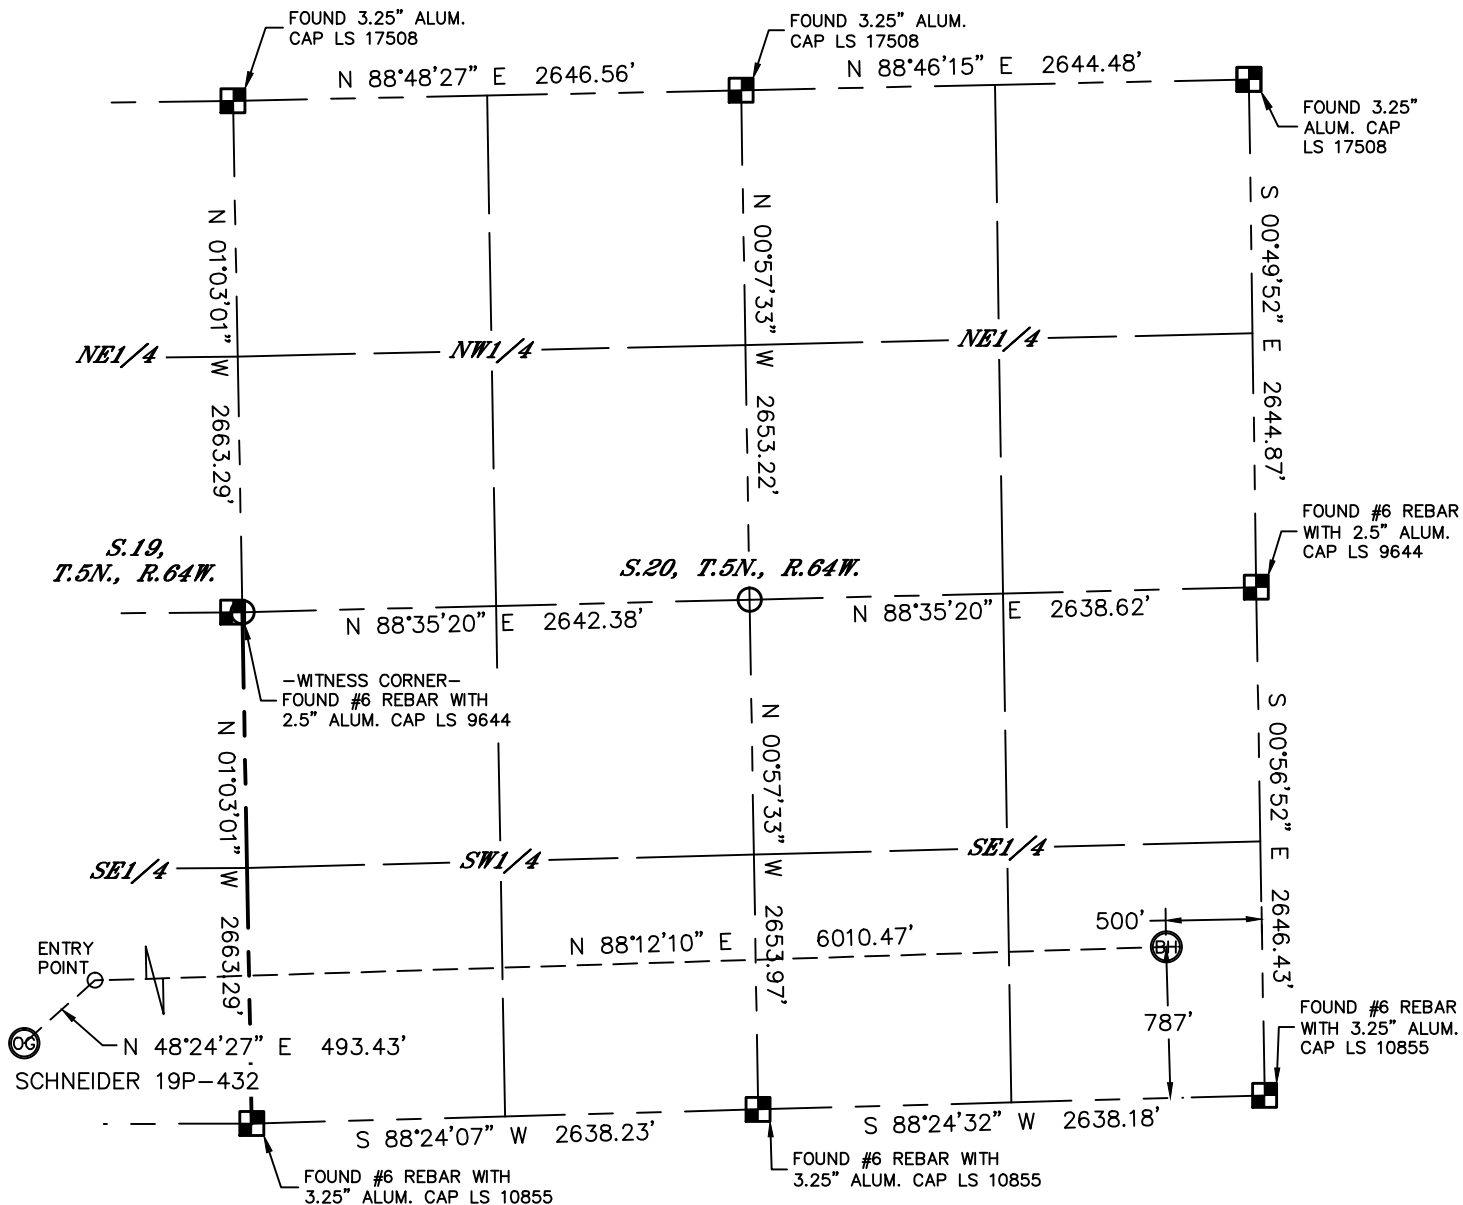 FOUND 3.25" ALUM.
CAP LS 17508
FOUND 3.25" ALUM.
CAP LS 17508
N 88°48'27" E 2646.56'
N 88°46'15" E 2644.48'
FOUND 3.25"
ALUM. CAP
LS 17508
N 01°03'01" W 2663.29'
N 00°57'33" W 2653.22'
S 00°49'52" E 2644.87'
NE1/4
NW1/4
NE1/4
FOUND #6 REBAR
WITH 2.5" ALUM.
CAP LS 9644
S.19,
T.5N., R.64W.
S.20, T.5N., R.64W.
N 88°35'20" E 2642.38'
N 88°35'20" E 2638.62'
-WITNESS CORNER-
FOUND #6 REBAR WITH
2.5" ALUM. CAP LS 9644
N 01°03'01" W 2663.29'
N 00°57'33" W 2653.97'
S 00°56'52" E 2646.43'
SE1/4
SW1/4
SE1/4
500'
N 88°12'10" E 6010.47'
BH
ENTRY
POINT
787'
OG
N 48°24'27" E 493.43'
SCHNEIDER 19P-432
FOUND #6 REBAR
WITH 3.25" ALUM.
CAP LS 10855
S 88°24'07" W 2638.23'
S 88°24'32" W 2638.18'
FOUND #6 REBAR WITH
3.25" ALUM. CAP LS 10855
FOUND #6 REBAR WITH
3.25" ALUM. CAP LS 10855